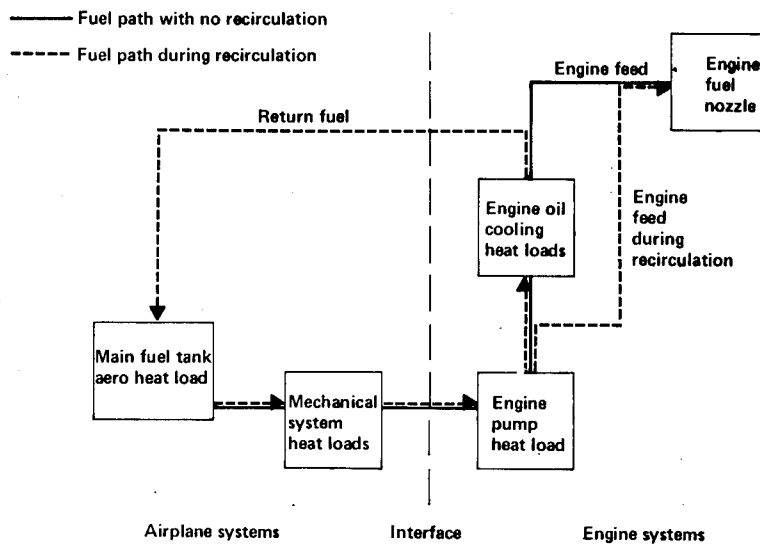 Fuel path with no recirculation
Fuel path during recirculation
Engine feed
Engine
fuel
nozzle
Return fuel
Engine oil
cooling
heat loads
Engine
feed
during
recirculation
Main fuel tank
aero heat load
Mechanical
system
heat loads
Engine
pump
heat load
Airplane systems
Interface
Engine systems